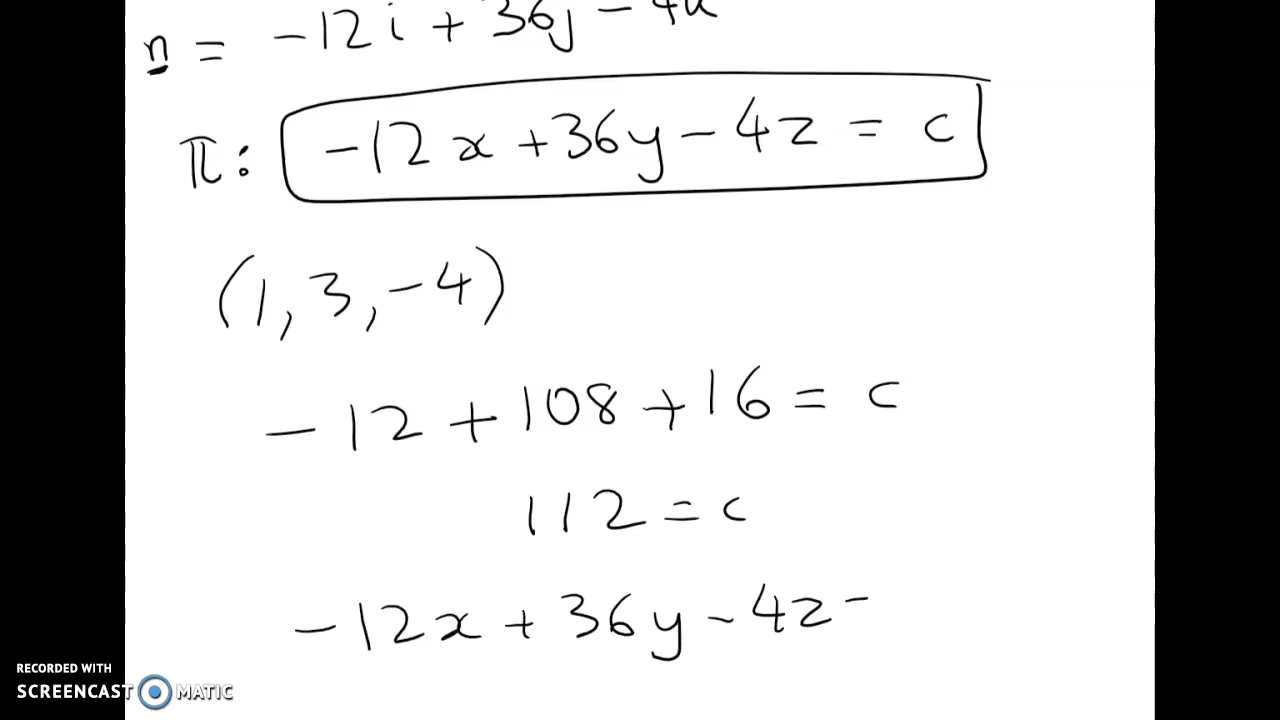 n = -12i + 36j - 4k
π: -12x + 36y - 4z = c
(1, 3, -4)
-12 + 108 + 16 = c
112 = c
-12x + 36y - 4z -
RECORDED WITH
SCREENCAST MATIC